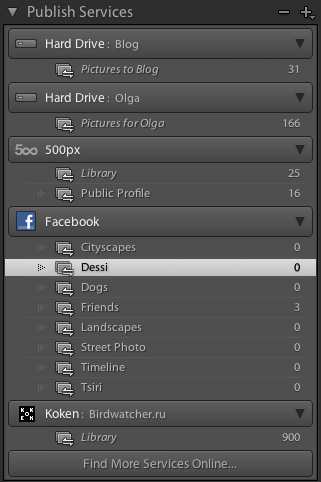 Publish Services
Hard Drive: Blog
Pictures to Blog 31
Hard Drive: Olga
Pictures for Olga 166
500 500px
Library 25
Public Profile 16
f Facebook
Cityscapes 0
Dessi 0
Dogs 0
Friends 3
Landscapes 0
Street Photo 0
Timeline 0
Tsiri 0
KOKEN Koken: Birdwatcher.ru
Library 900
Find More Services Online...